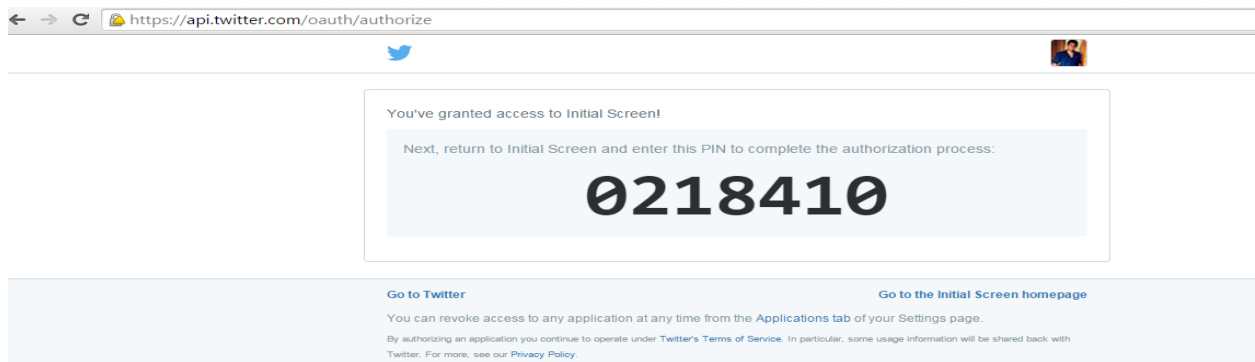 https://api.twitter.com/oauth/authorize
You've granted access to Initial Screen!
Next, return to Initial Screen and enter this PIN to complete the authorization process:
0218410
Go to Twitter Go to the Initial Screen homepage
You can revoke access to any application at any time from the Applications tab of your Settings page.
By authorizing an application you continue to operate under Twitter's Terms of Service. In particular, some usage information will be shared back with
Twitter. For more, see our Privacy Policy.